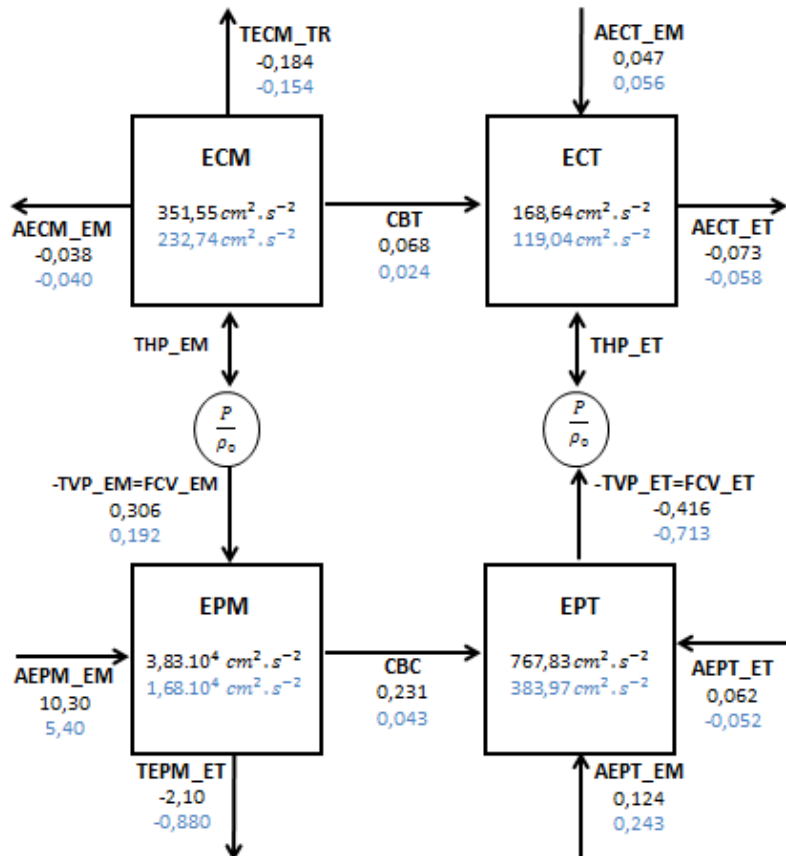 TECM_TR
-0,184
-0,154
AECT_EM
0,047
0,056
ECM
351,55 cm².s⁻²
232,74 cm².s⁻²
ECT
168,64 cm².s⁻²
119,04 cm².s⁻²
AECM_EM
-0,038
-0,040
CBT
0,068
0,024
AECT_ET
-0,073
-0,058
THP_EM
THP_ET
P
ρ₀
P
ρ₀
-TVP_EM=FCV_EM
0,306
0,192
-TVP_ET=FCV_ET
-0,416
-0,713
EPM
3,83.10⁴ cm².s⁻²
1,68.10⁴ cm².s⁻²
EPT
767,83 cm².s⁻²
383,97 cm².s⁻²
AEPM_EM
10,30
5,40
CBC
0,231
0,043
AEPT_ET
0,062
-0,052
TEPM_ET
-2,10
-0,880
AEPT_EM
0,124
0,243